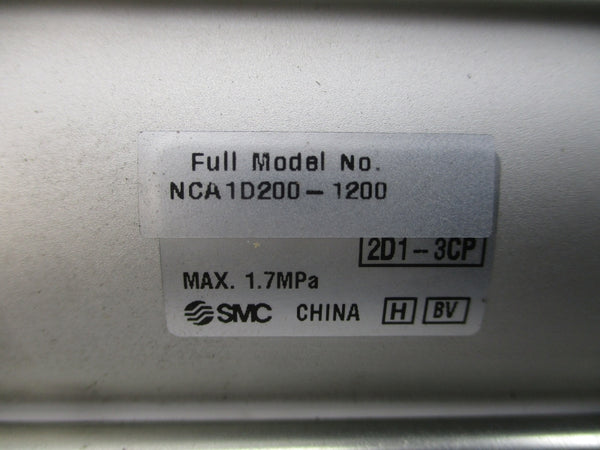 Full Model No.
NCA1D200-1200
2D1-3CP
MAX. 1.7MPa
SMC CHINA H BV